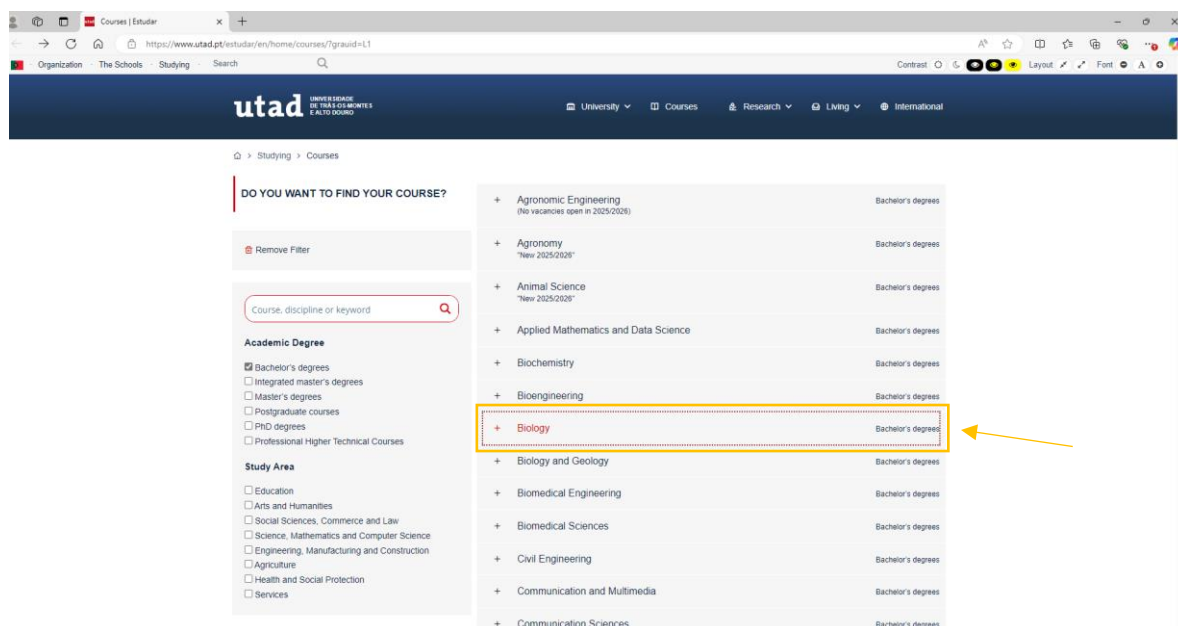 Courses | Estudar
https://www.utad.pt/estudar/en/home/courses/?grauid=L1
Organization The Schools Studying Search
Contrast Layout Font A
utad UNIVERSIDADE
DE TRÁS-OS-MONTES
E ALTO DOURO
University Courses Research Living International
> Studying > Courses
DO YOU WANT TO FIND YOUR COURSE?
Remove Filter
Course, discipline or keyword
Academic Degree
Bachelor's degrees
Integrated master's degrees
Master's degrees
Postgraduate courses
PhD degrees
Professional Higher Technical Courses
Study Area
Education
Arts and Humanities
Social Sciences, Commerce and Law
Science, Mathematics and Computer Science
Engineering, Manufacturing and Construction
Agriculture
Health and Social Protection
Services
+ Agronomic Engineering Bachelor's degrees
(No vacancies open in 2025/2026)
+ Agronomy Bachelor's degrees
"New 2025/2026"
+ Animal Science Bachelor's degrees
"New 2025/2026"
+ Applied Mathematics and Data Science Bachelor's degrees
+ Biochemistry Bachelor's degrees
+ Bioengineering Bachelor's degrees
+ Biology Bachelor's degrees
+ Biology and Geology Bachelor's degrees
+ Biomedical Engineering Bachelor's degrees
+ Biomedical Sciences Bachelor's degrees
+ Civil Engineering Bachelor's degrees
+ Communication and Multimedia Bachelor's degrees
+ Communication Sciences Bachelor's degrees